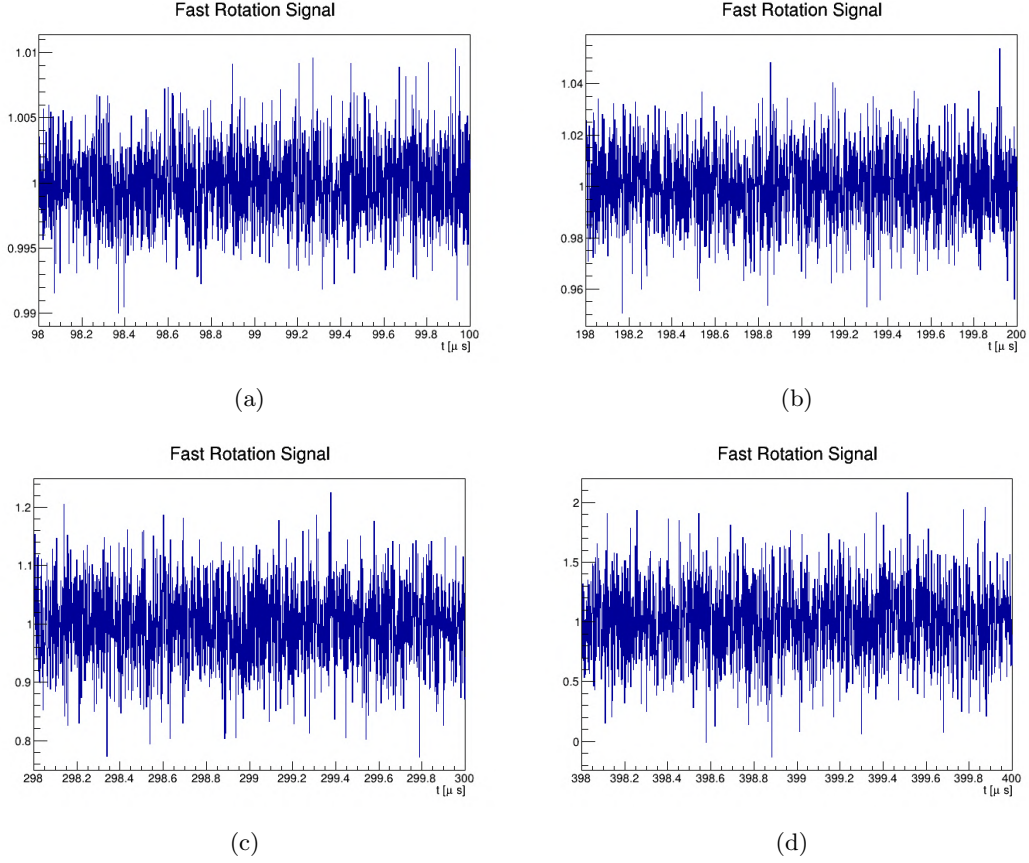 Fast Rotation Signal
1.01
1.005
1
0.995
0.99
98 98.2 98.4 98.6 98.8 99 99.2 99.4 99.6 99.8 100
t [μ s]
(a)
Fast Rotation Signal
1.04
1.02
1
0.98
0.96
198 198.2 198.4 198.6 198.8 199 199.2 199.4 199.6 199.8 200
t [μ s]
(b)
Fast Rotation Signal
1.2
1.1
1
0.9
0.8
298 298.2 298.4 298.6 298.8 299 299.2 299.4 299.6 299.8 300
t [μ s]
(c)
Fast Rotation Signal
2
1.5
1
0.5
0
398 398.2 398.4 398.6 398.8 399 399.2 399.4 399.6 399.8 400
t [μ s]
(d)